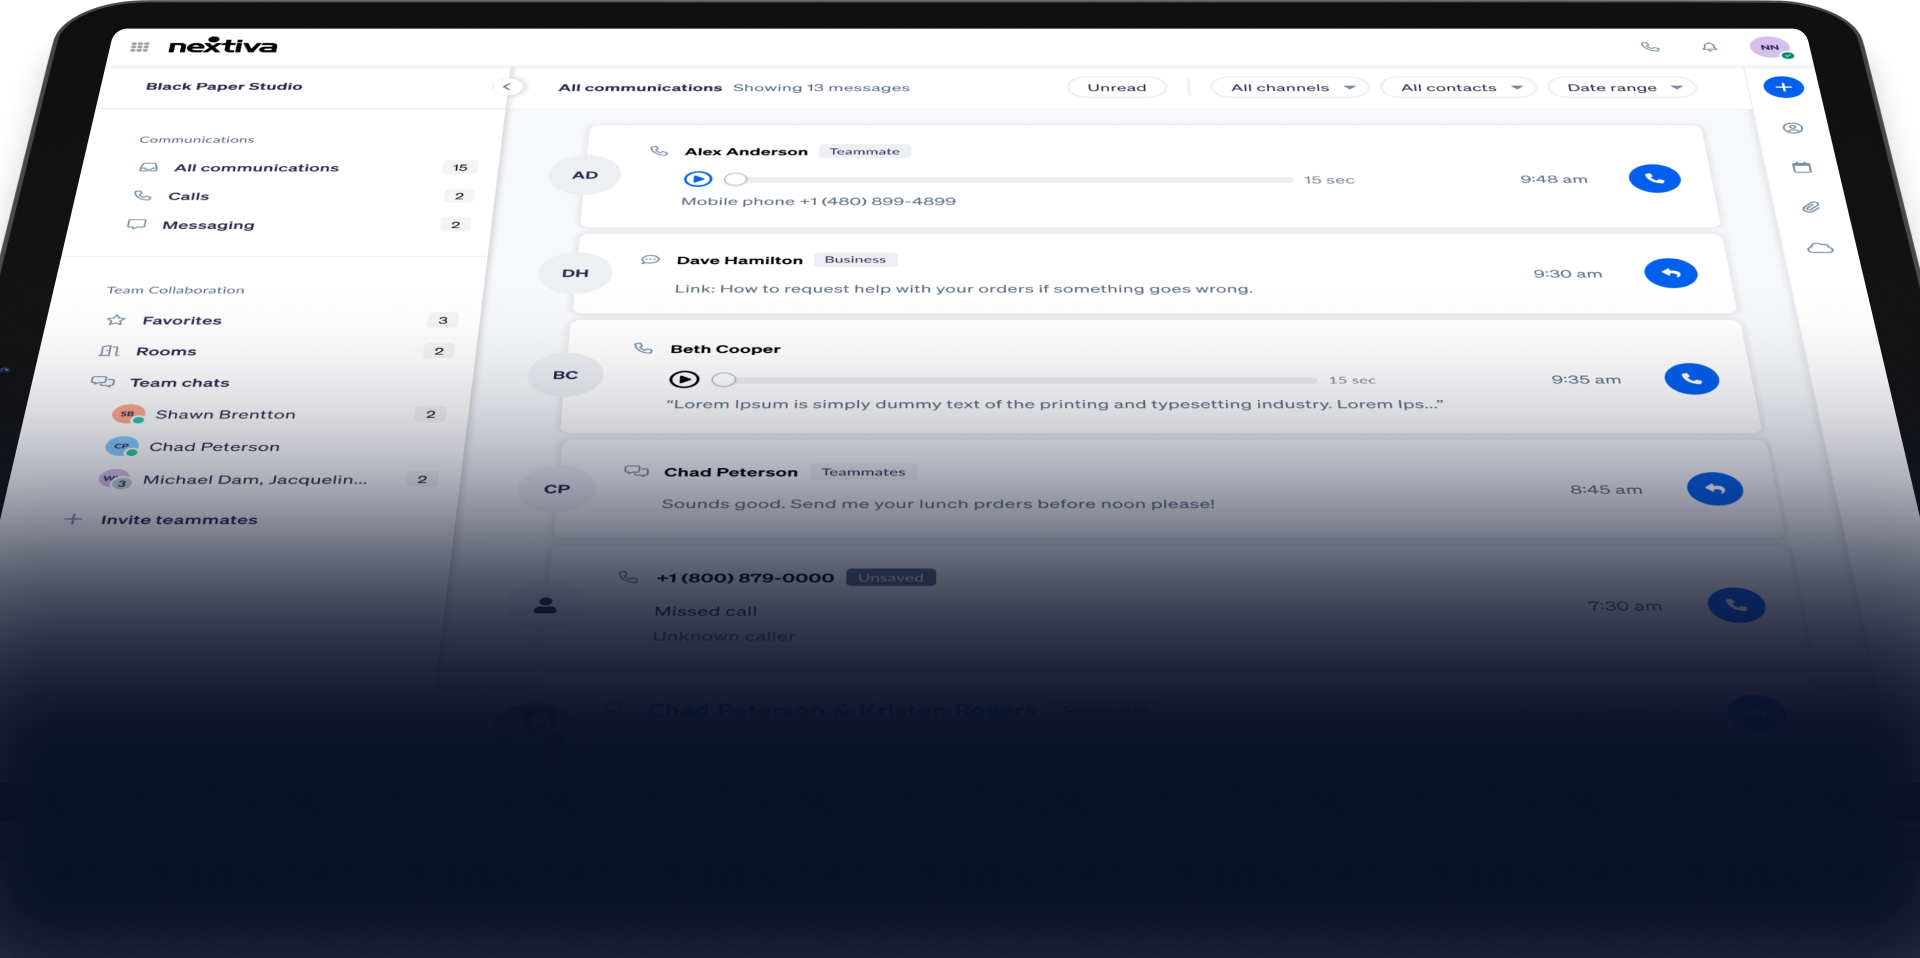 nextiva
NN
Black Paper Studio
All communications Showing 13 messages
Unread
All channels
All contacts
Date range
Communications
All communications 15
Calls 2
Messaging 2
Team Collaboration
Favorites 3
Rooms 2
Team chats
SB Shawn Brentton 2
CP Chad Peterson
3 Michael Dam, Jacquelin... 2
Invite teammates
AD
Alex Anderson Teammate
15 sec
9:48 am
Mobile phone +1 (480) 899-4899
DH
Dave Hamilton Business
9:30 am
Link: How to request help with your orders if something goes wrong.
BC
Beth Cooper
15 sec
9:35 am
“Lorem Ipsum is simply dummy text of the printing and typesetting industry. Lorem Ips...”
CP
Chad Peterson Teammates
8:45 am
Sounds good. Send me your lunch prders before noon please!
+1 (800) 879-0000 Unsaved
7:30 am
Missed call
Unknown caller
Chad Peterson & Kristen Rogers Teammates